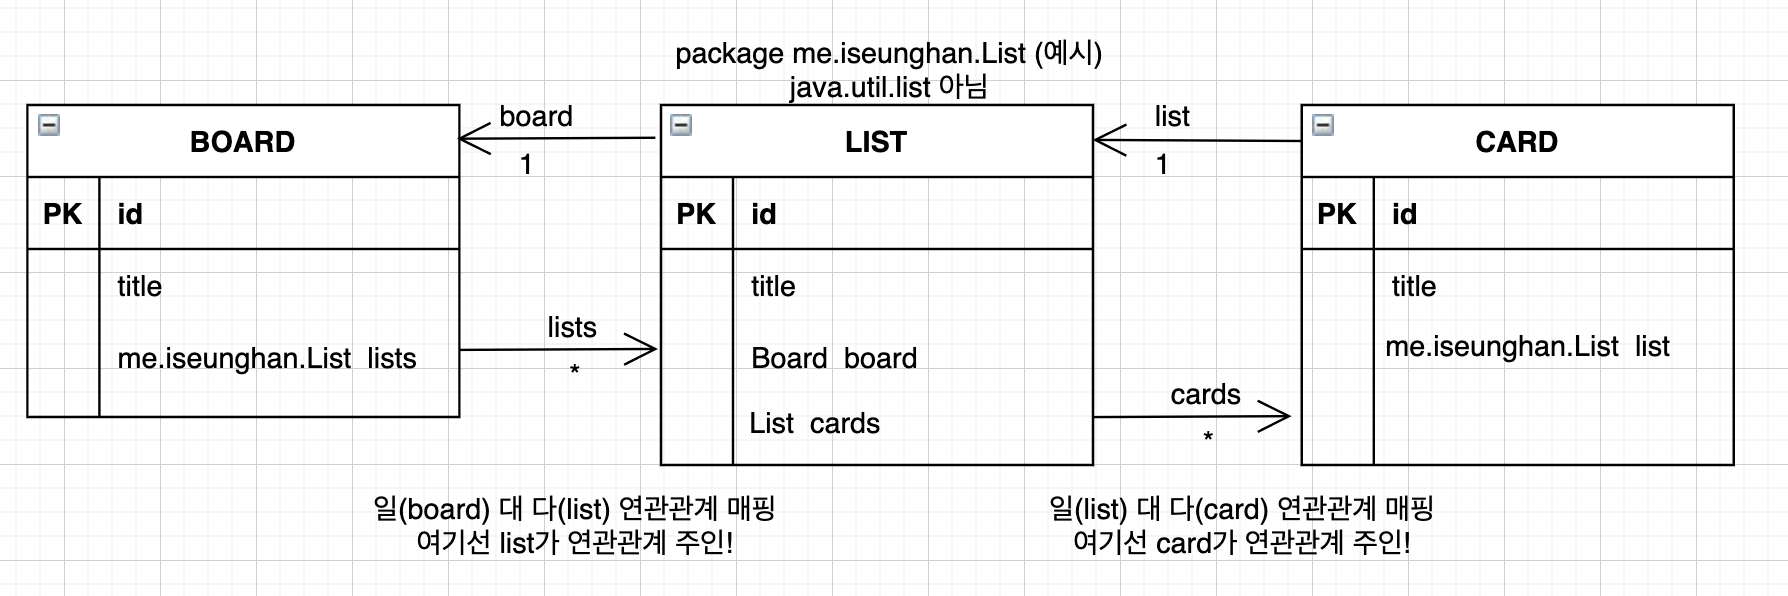 package me.iseunghan.List (예시)
java.util.list 아님
BOARD
PK id
title
me.iseunghan.List lists
board
1
lists
*
LIST
PK id
title
Board board
List cards
list
1
cards
*
CARD
PK id
title
me.iseunghan.List list
일(board) 대 다(list) 연관관계 매핑
여기선 list가 연관관계 주인!
일(list) 대 다(card) 연관관계 매핑
여기선 card가 연관관계 주인!